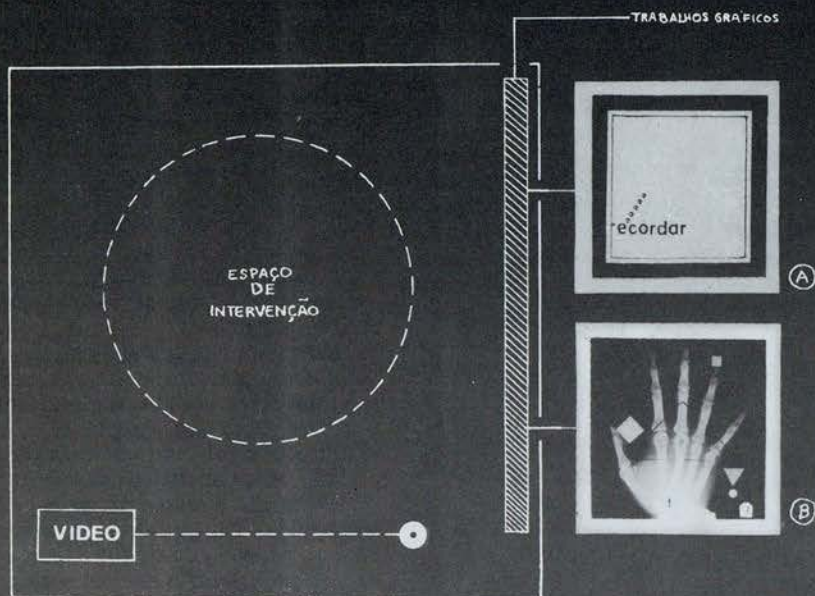 TRABALHOS GRÁFICOS
ESPAÇO
DE
INTERVENÇÃO
recordar
A
B
VIDEO